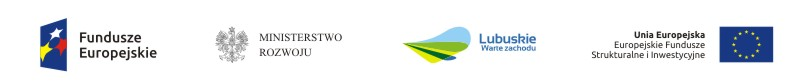 Fundusze
Europejskie
MINISTERSTWO
ROZWOJU
Lubuskie
Warte zachodu
Unia Europejska
Europejskie Fundusze
Strukturalne i Inwestycyjne